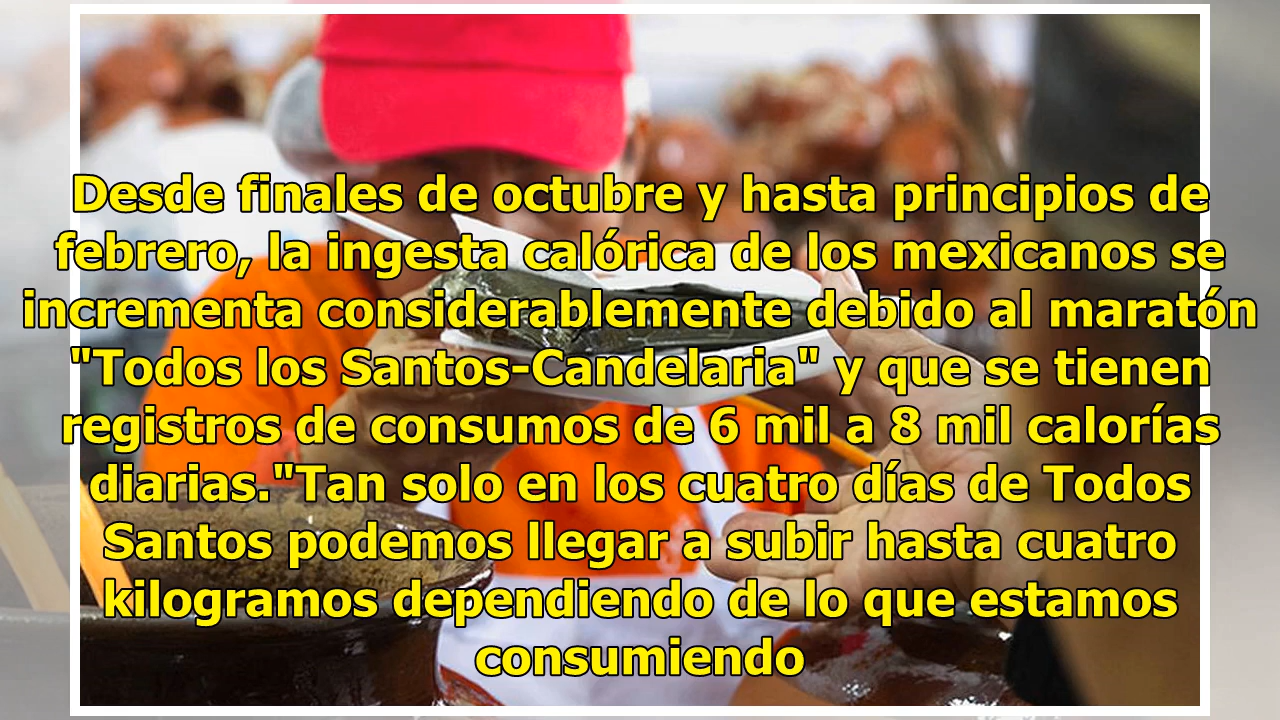 Desde finales de octubre y hasta principios de
febrero, la ingesta calórica de los mexicanos se
incrementa considerablemente debido al maratón
"Todos los Santos-Candelaria" y que se tienen
registros de consumos de 6 mil a 8 mil calorías
diarias."Tan solo en los cuatro días de Todos
Santos podemos llegar a subir hasta cuatro
kilogramos dependiendo de lo que estamos
consumiendo